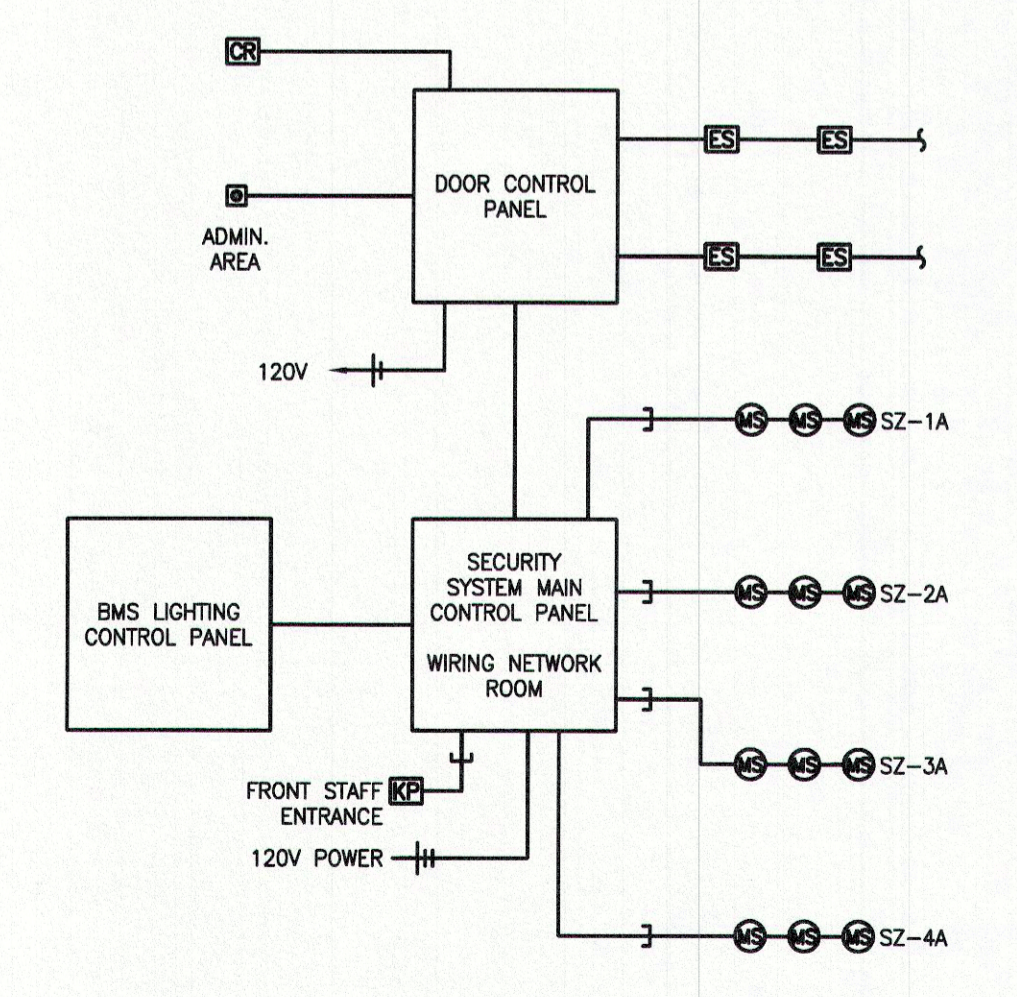 CR
DOOR CONTROL
PANEL
ES ES
ADMIN.
AREA
ES ES
120V
MS MS MS SZ-1A
SECURITY
SYSTEM MAIN
CONTROL PANEL
WIRING NETWORK
ROOM
BMS LIGHTING
CONTROL PANEL
MS MS MS SZ-2A
MS MS MS SZ-3A
FRONT STAFF KP
ENTRANCE
120V POWER
MS MS MS SZ-4A